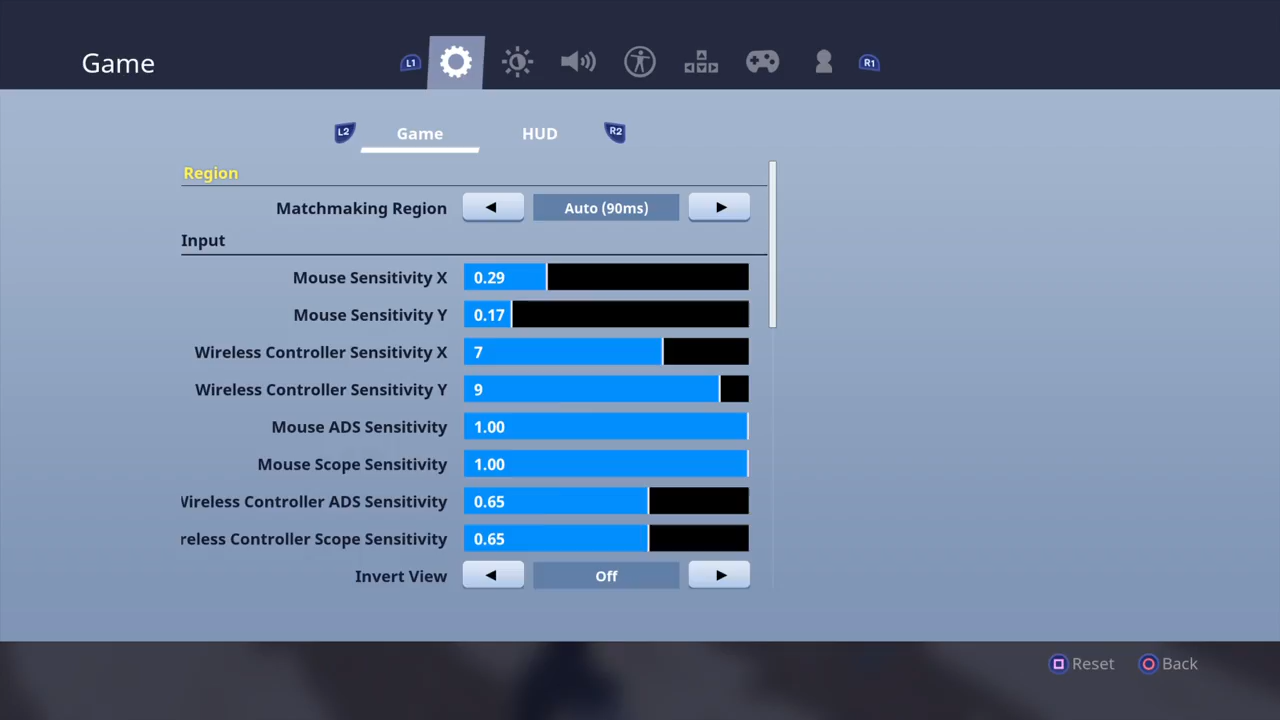 Game
L1
R1
L2
Game
HUD
R2
Region
Matchmaking Region Auto (90ms)
Input
Mouse Sensitivity X 0.29
Mouse Sensitivity Y 0.17
Wireless Controller Sensitivity X 7
Wireless Controller Sensitivity Y 9
Mouse ADS Sensitivity 1.00
Mouse Scope Sensitivity 1.00
Wireless Controller ADS Sensitivity 0.65
reless Controller Scope Sensitivity 0.65
Invert View Off
Reset Back